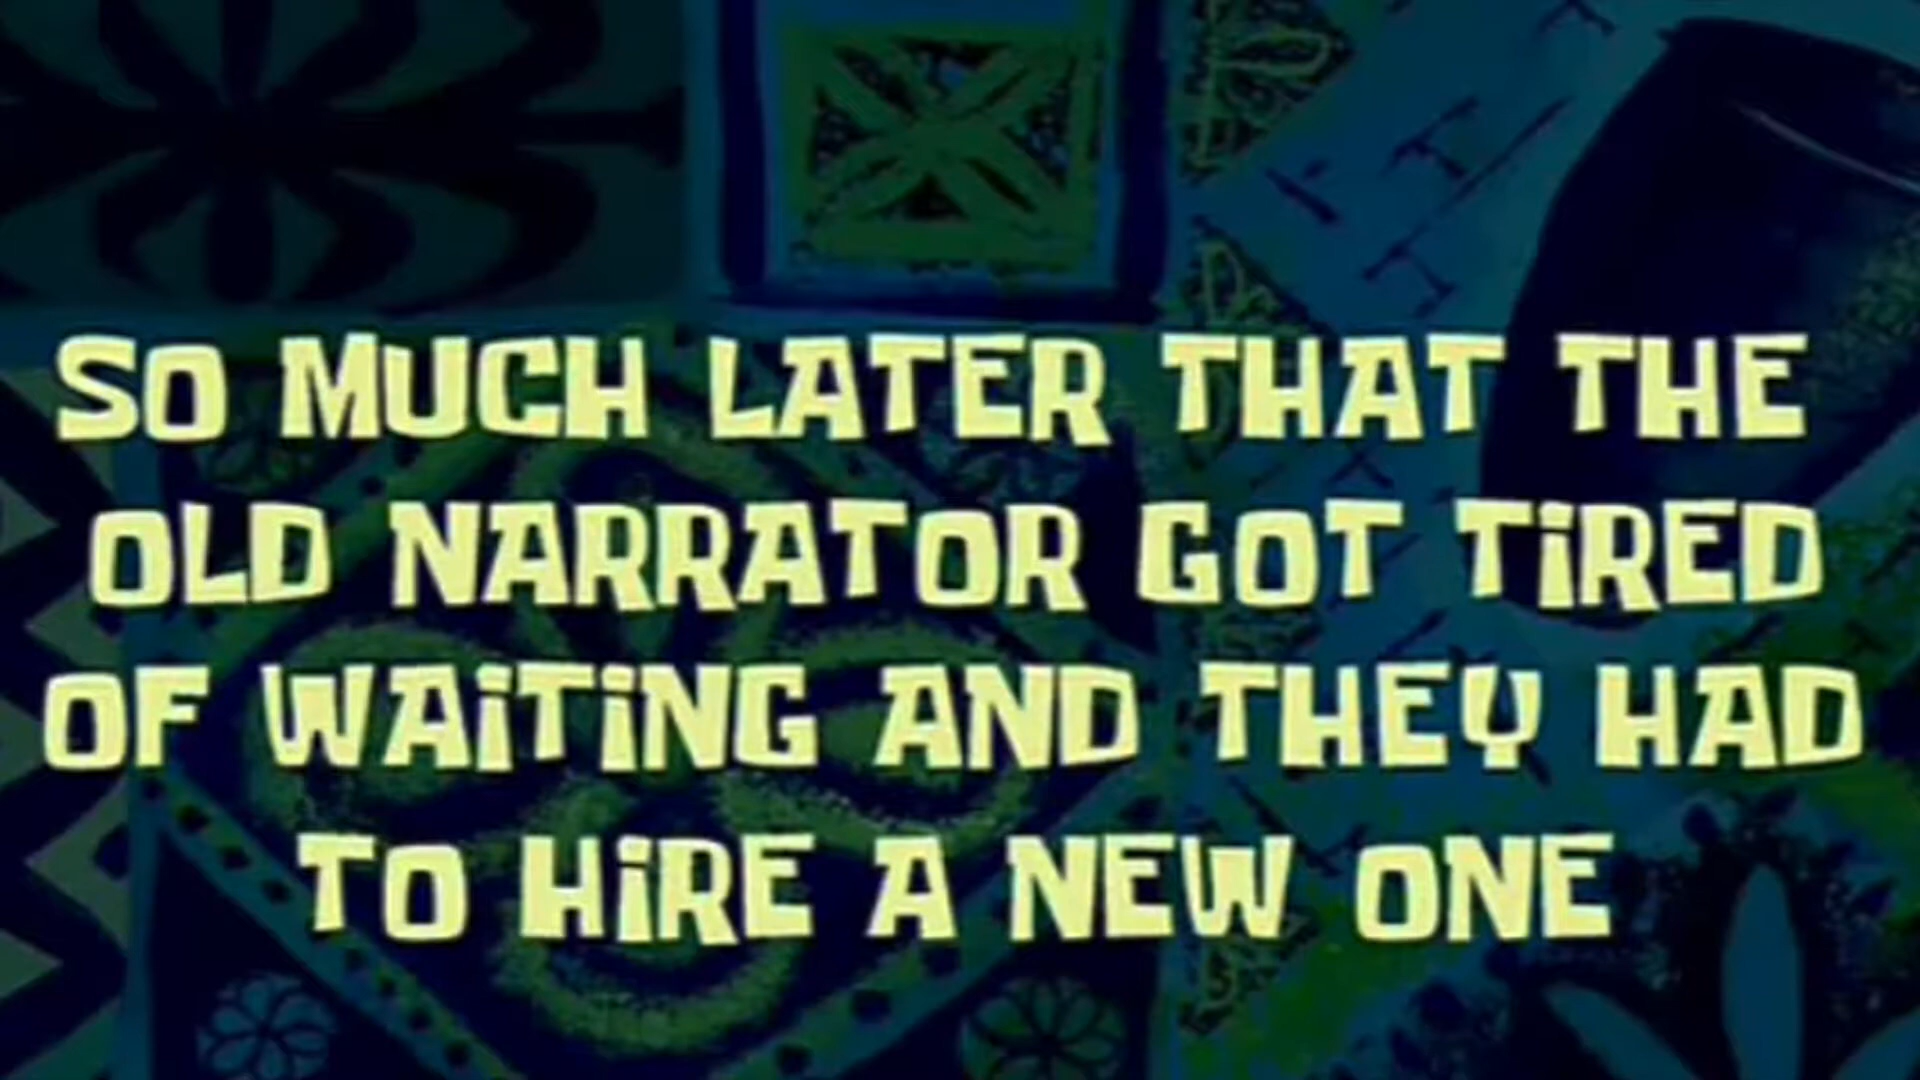 SO MUCH LATER THAT THE
OLD NARRATOR GOT TiRED
OF WAiTiNG AND THEY HAD
TO HiRE A NEW ONE